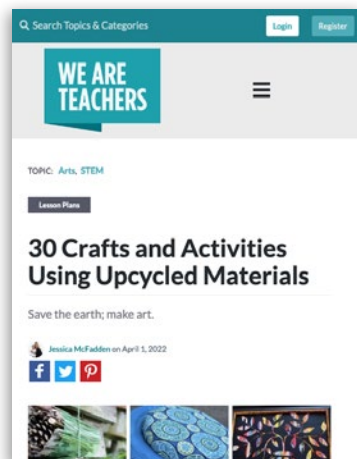 Search Topics & Categories
Login
Register
WE ARE
TEACHERS
TOPIC: Arts, STEM
Lesson Plans
30 Crafts and Activities
Using Upcycled Materials
Save the earth; make art.
Jessica McFadden on April 1, 2022